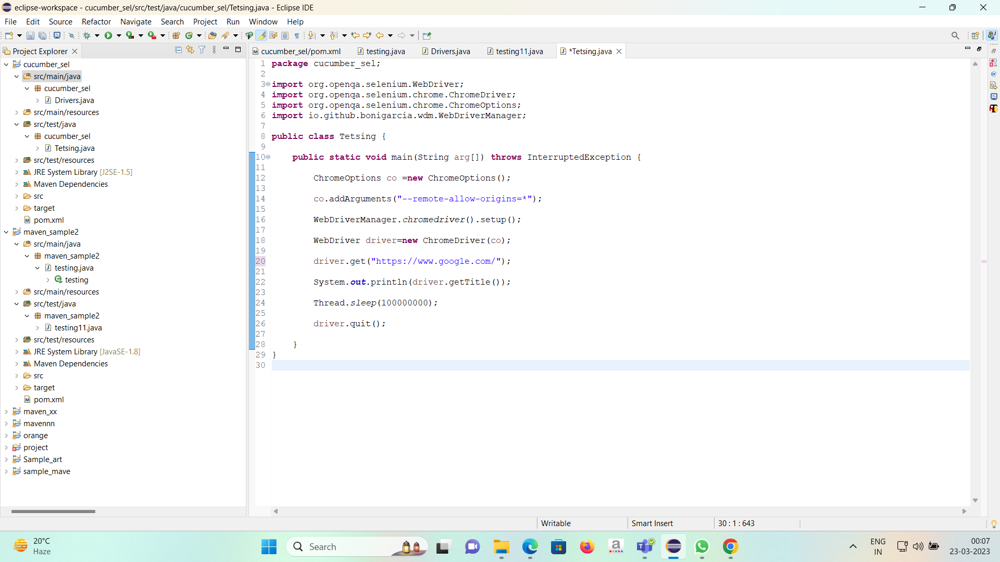 eclipse-workspace - cucumber_sel/src/test/java/cucumber_sel/Tetsing.java - Eclipse IDE
File Edit Source Refactor Navigate Search Project Run Window Help
Project Explorer
cucumber_sel
src/main/java
cucumber_sel
Drivers.java
src/main/resources
src/test/java
cucumber_sel
Tetsing.java
src/test/resources
JRE System Library [J2SE-1.5]
Maven Dependencies
src
target
pom.xml
maven_sample2
src/main/java
maven_sample2
testing.java
testing
src/main/resources
src/test/java
maven_sample2
testing11.java
src/test/resources
JRE System Library [JavaSE-1.8]
Maven Dependencies
src
target
pom.xml
maven_xx
mavennn
orange
project
Sample_art
sample_mave
cucumber_sel/pom.xml testing.java Drivers.java testing11.java *Tetsing.java
1 package cucumber_sel;
2
3 import org.openqa.selenium.WebDriver;
4 import org.openqa.selenium.chrome.ChromeDriver;
5 import org.openqa.selenium.chrome.ChromeOptions;
6 import io.github.bonigarcia.wdm.WebDriverManager;
7
8 public class Tetsing {
9
10 public static void main(String arg[]) throws InterruptedException {
11
12 ChromeOptions co =new ChromeOptions();
13
14 co.addArguments("--remote-allow-origins=*");
15
16 WebDriverManager.chromedriver().setup();
17
18 WebDriver driver=new ChromeDriver(co);
19
20 driver.get("https://www.google.com/");
21
22 System.out.println(driver.getTitle());
23
24 Thread.sleep(100000000);
25
26 driver.quit();
27
28 }
29 }
30
Writable Smart Insert 30 : 1 : 643
20°C
Haze
Search
ENG
IN
00:07
23-03-2023